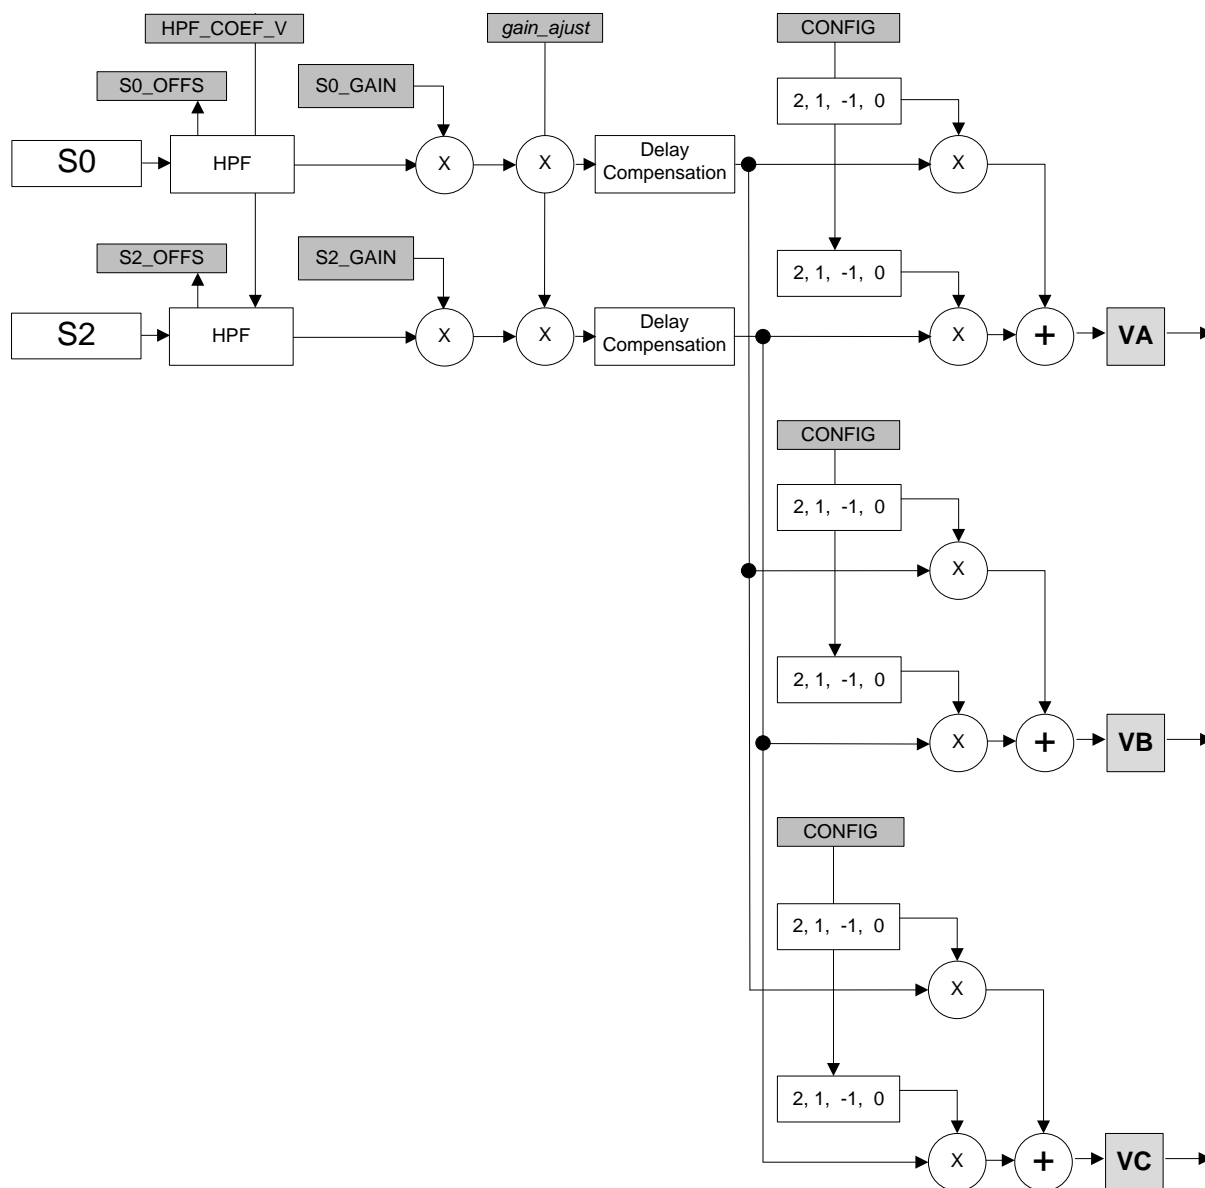 HPF_COEF_V
gain_ajust
CONFIG
S0_OFFS
S0_GAIN
2, 1, -1, 0
S0
HPF
X
X
Delay
Compensation
X
S2_OFFS
S2_GAIN
2, 1, -1, 0
S2
HPF
X
X
Delay
Compensation
X
+
VA
CONFIG
2, 1, -1, 0
X
2, 1, -1, 0
X
+
VB
CONFIG
2, 1, -1, 0
X
2, 1, -1, 0
X
+
VC